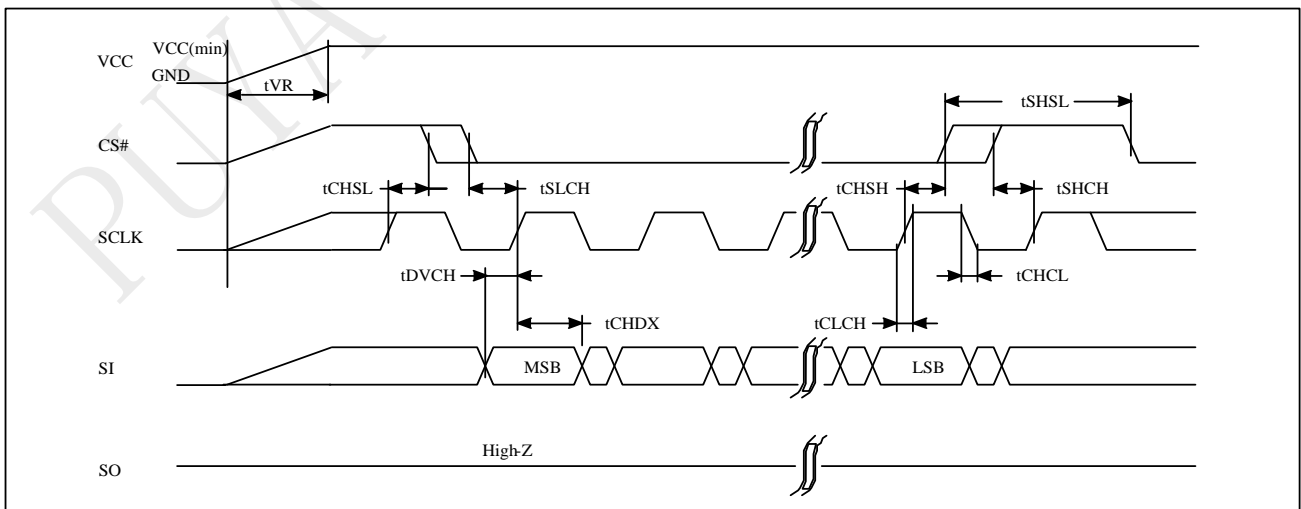 PUYA
VCC
VCC(min)
GND
tVR
tSHSL
CS#
tCHSL
tSLCH
tCHSH
tSHCH
SCLK
tDVCH
tCHCL
tCHDX
tCLCH
SI
MSB
LSB
High-Z
SO